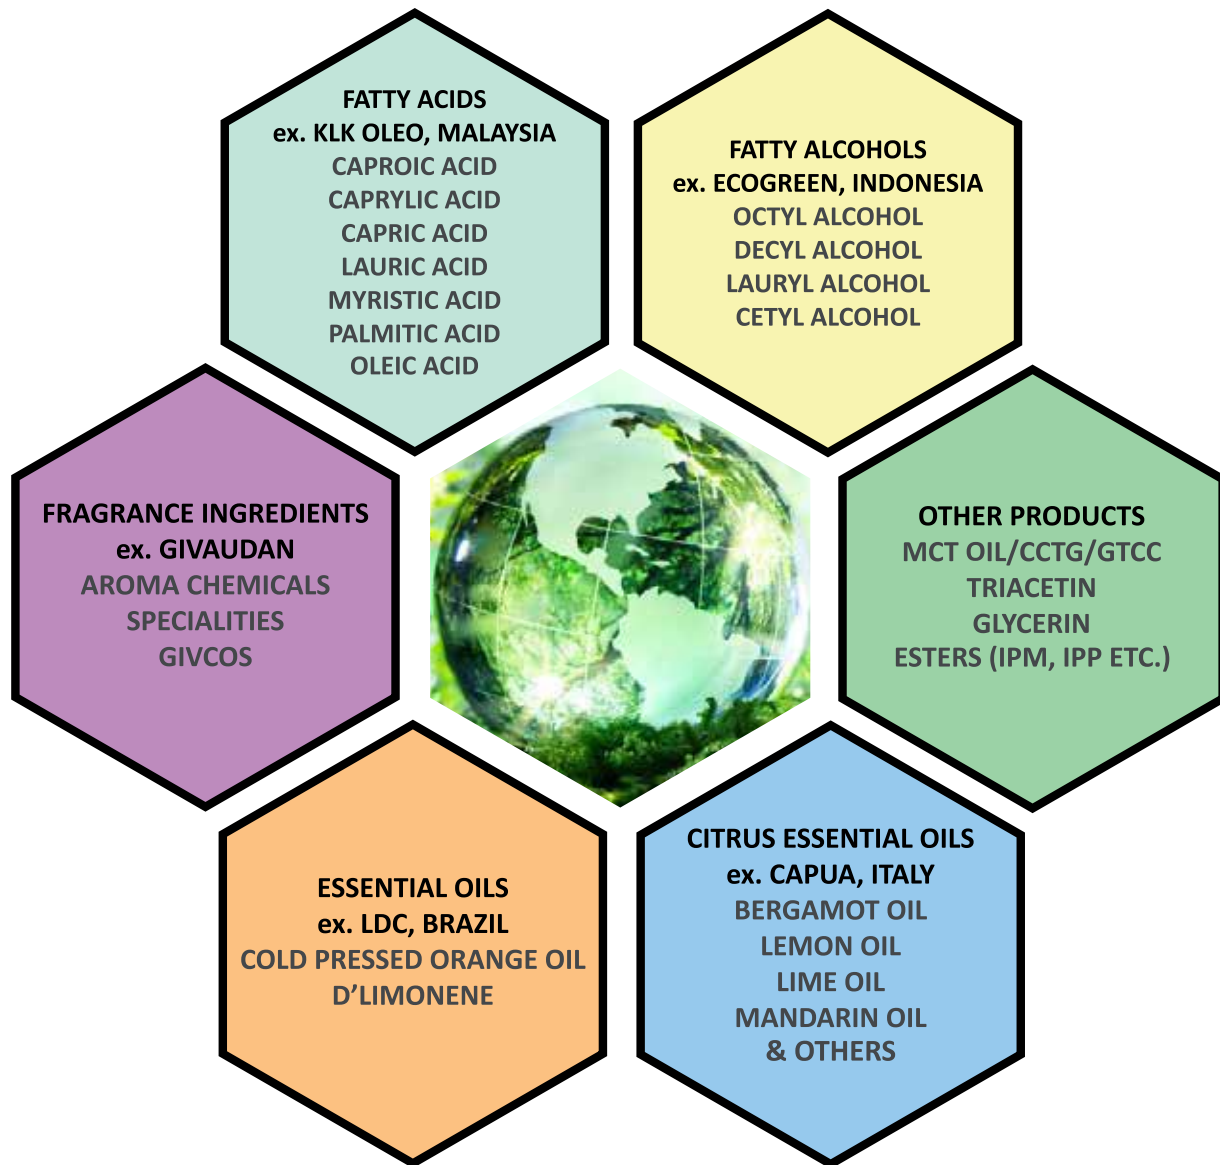 FATTY ACIDS
ex. KLK OLEO, MALAYSIA
CAPROIC ACID
CAPRYLIC ACID
CAPRIC ACID
LAURIC ACID
MYRISTIC ACID
PALMITIC ACID
OLEIC ACID
FATTY ALCOHOLS
ex. ECOGREEN, INDONESIA
OCTYL ALCOHOL
DECYL ALCOHOL
LAURYL ALCOHOL
CETYL ALCOHOL
FRAGRANCE INGREDIENTS
ex. GIVAUDAN
AROMA CHEMICALS
SPECIALITIES
GIVCOS
OTHER PRODUCTS
MCT OIL/CCTG/GTCC
TRIACETIN
GLYCERIN
ESTERS (IPM, IPP ETC.)
ESSENTIAL OILS
ex. LDC, BRAZIL
COLD PRESSED ORANGE OIL
D’LIMONENE
CITRUS ESSENTIAL OILS
ex. CAPUA, ITALY
BERGAMOT OIL
LEMON OIL
LIME OIL
MANDARIN OIL
& OTHERS